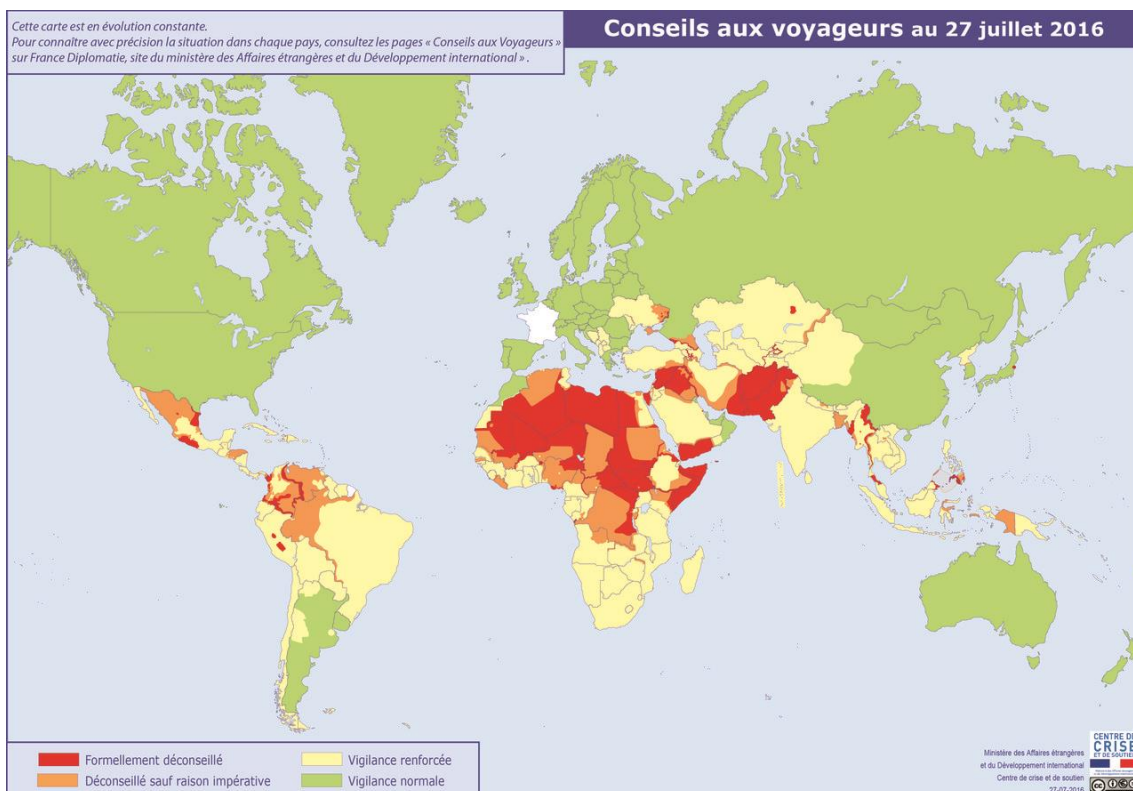 Cette carte est en évolution constante.
Pour connaître avec précision la situation dans chaque pays, consultez les pages « Conseils aux Voyageurs »
sur France Diplomatie, site du ministère des Affaires étrangères et du Développement international » .
Conseils aux voyageurs au 27 juillet 2016
Formellement déconseillé
Déconseillé sauf raison impérative
Vigilance renforcée
Vigilance normale
Ministère des Affaires étrangères
et du Développement international
Centre de crise et de soutien
27-07-2016
CENTRE DE
CRISE
ET DE SOUTIEN